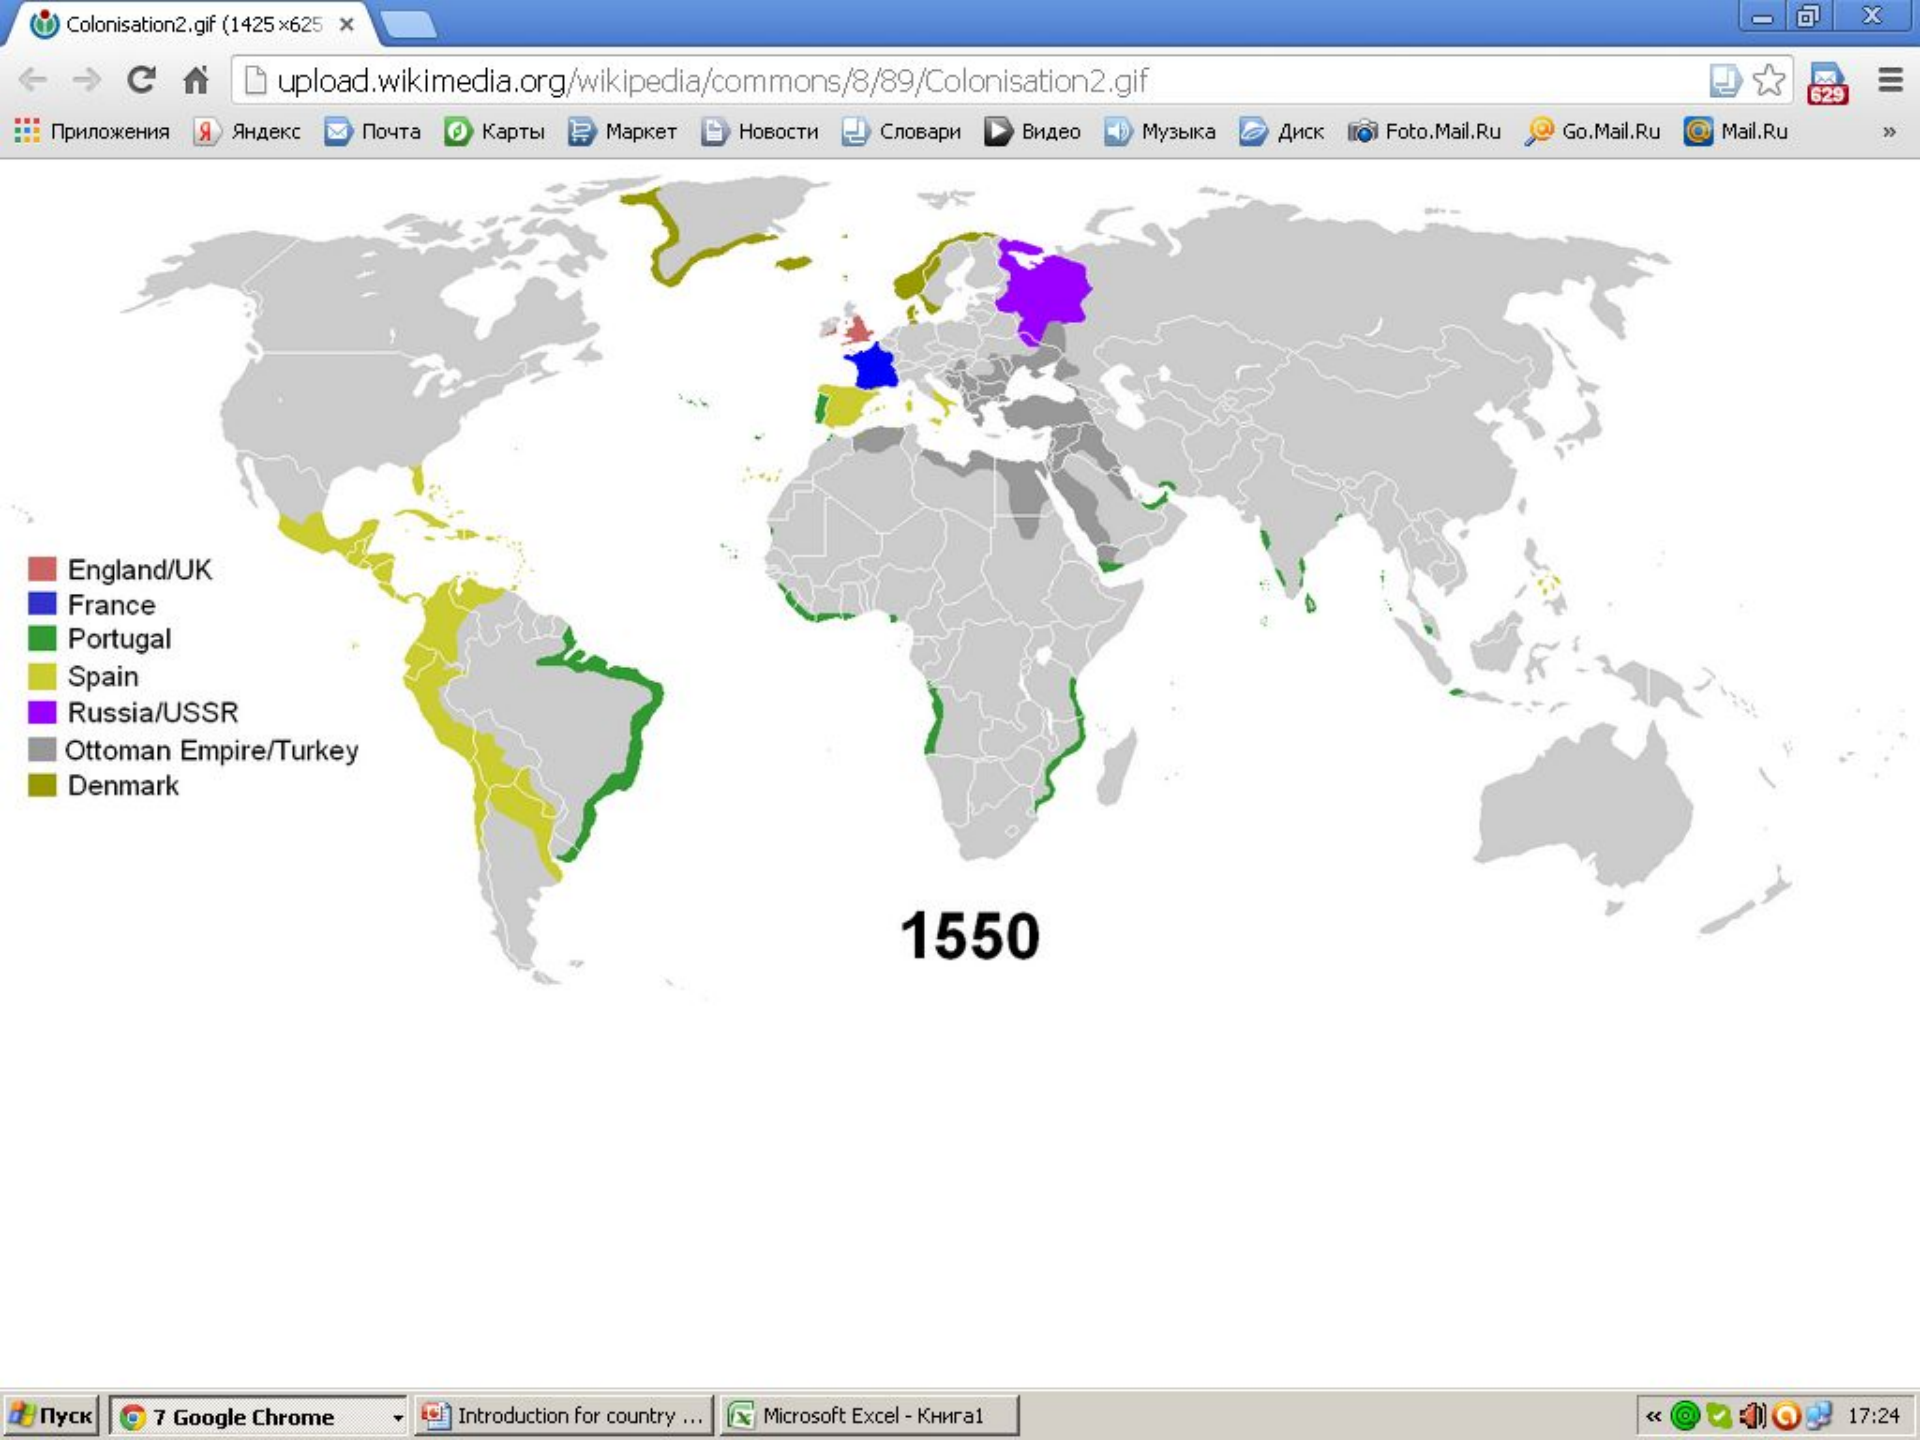 Colonisation2.gif (1425×625
upload.wikimedia.org/wikipedia/commons/8/89/Colonisation2.gif
629
Приложения Яндекс Почта Карты Маркет Новости Словари Видео Музыка Диск Foto.Mail.Ru Go.Mail.Ru Mail.Ru »
England/UK
France
Portugal
Spain
Russia/USSR
Ottoman Empire/Turkey
Denmark
1550
Пуск 7 Google Chrome Introduction for country ... Microsoft Excel - Книга1 « 17:24